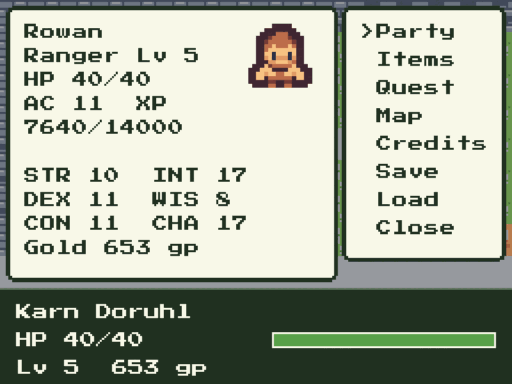 Rowan
Ranger Lv 5
HP 40/40
AC 11 XP
7640/14000
STR 10 INT 17
DEX 11 WIS 8
CON 11 CHA 17
Gold 653 gp
>Party
Items
Quest
Map
Credits
Save
Load
Close
Karn Doruhl
HP 40/40
Lv 5 653 gp